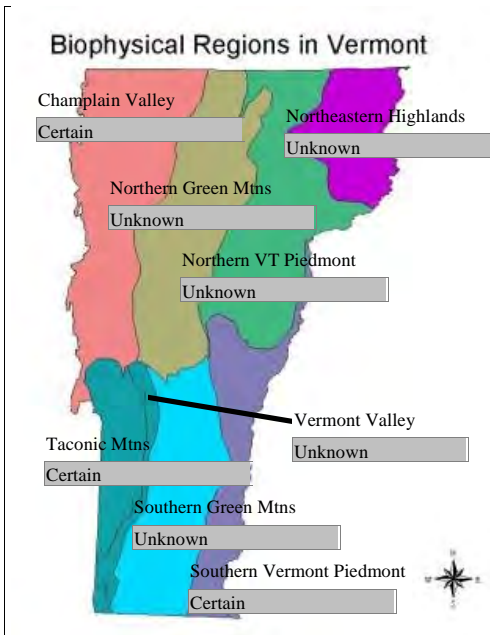 Biophysical Regions in Vermont
Champlain Valley
Certain
Northeastern Highlands
Unknown
Northern Green Mtns
Unknown
Northern VT Piedmont
Unknown
Vermont Valley
Unknown
Taconic Mtns
Certain
Southern Green Mtns
Unknown
Southern Vermont Piedmont
Certain